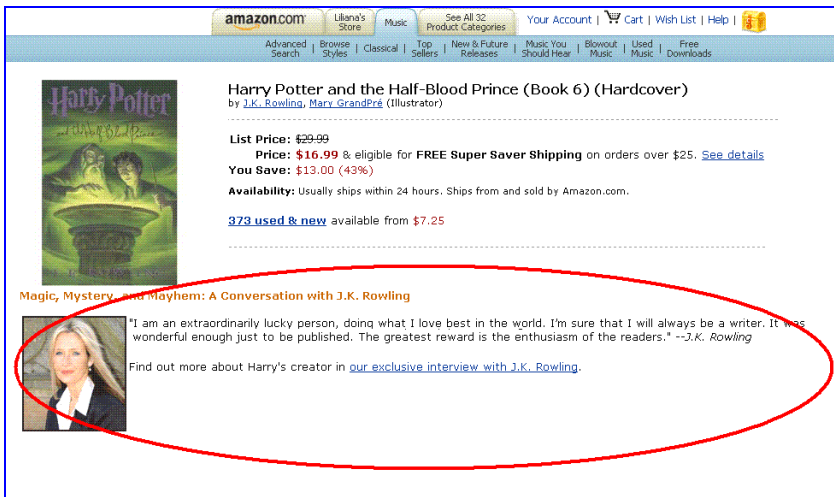 amazon.com Liliana's Store Music See All 32 Product Categories Your Account | Cart | Wish List | Help |
Advanced Search | Browse Styles | Classical | Top Sellers | New & Future Releases | Music You Should Hear | Blowout Music | Used Music | Free Downloads
Harry Potter
and the Half-Blood Prince
Harry Potter and the Half-Blood Prince (Book 6) (Hardcover)
by J.K. Rowling, Mary GrandPré (Illustrator)
List Price: $29.99
Price: $16.99 & eligible for FREE Super Saver Shipping on orders over $25. See details
You Save: $13.00 (43%)
Availability: Usually ships within 24 hours. Ships from and sold by Amazon.com.
373 used & new available from $7.25
Magic, Mystery, and Mayhem: A Conversation with J.K. Rowling
"I am an extraordinarily lucky person, doing what I love best in the world. I'm sure that I will always be a writer. It was
wonderful enough just to be published. The greatest reward is the enthusiasm of the readers." --J.K. Rowling
Find out more about Harry's creator in our exclusive interview with J.K. Rowling.